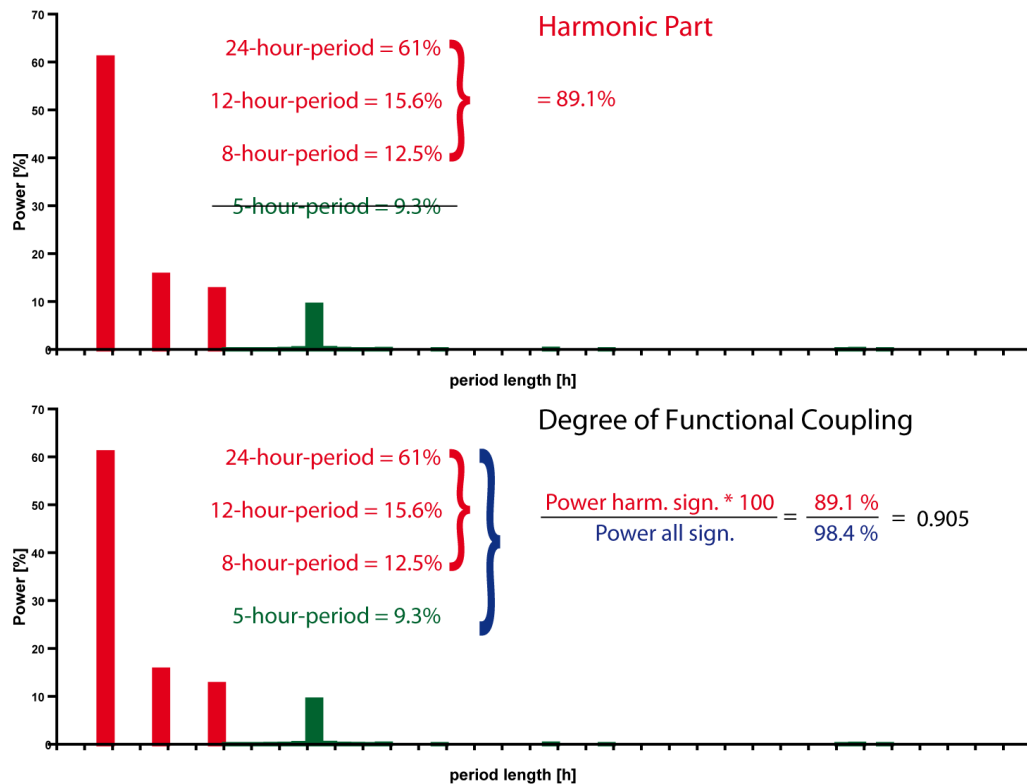 Harmonic Part
24-hour-period = 61%
12-hour-period = 15.6%
= 89.1%
8-hour-period = 12.5%
5-hour-period = 9.3%
Power [%]
70
60
50
40
30
20
10
0
period length [h]
Degree of Functional Coupling
24-hour-period = 61%
12-hour-period = 15.6%
8-hour-period = 12.5%
5-hour-period = 9.3%
Power harm. sign. * 100
Power all sign.
=
89.1 %
98.4 %
= 0.905
Power [%]
70
60
50
40
30
20
10
0
period length [h]